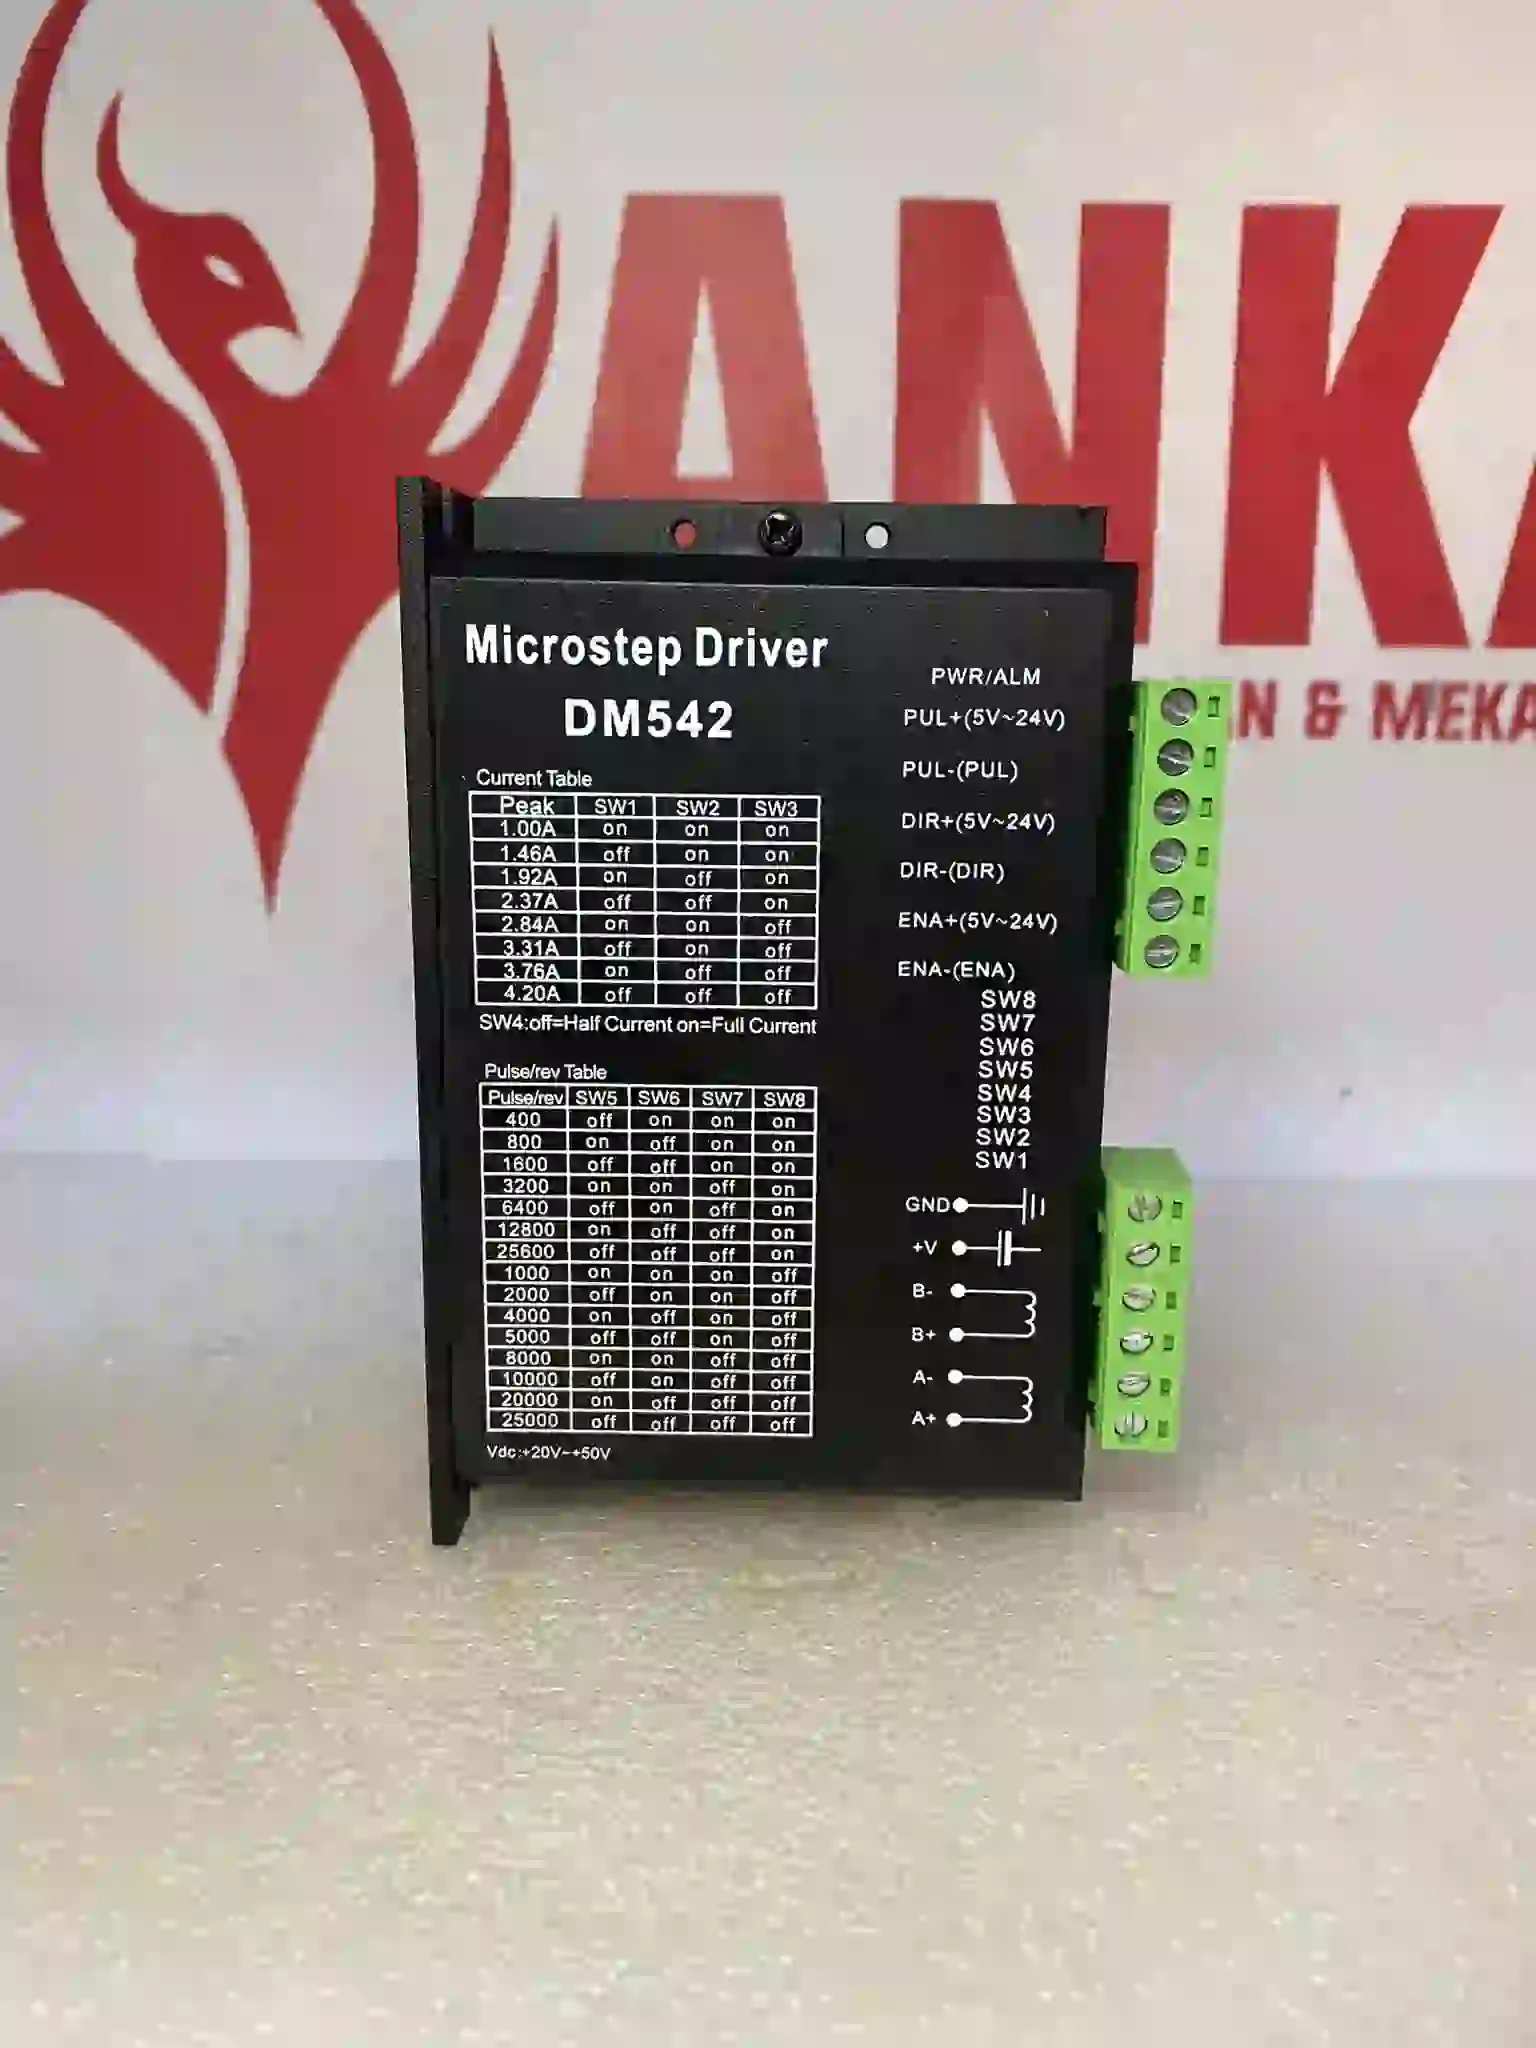 ANKA
N & MEKA
Microstep Driver
DM542
Current Table
Peak SW1 SW2 SW3
1.00A on on on
1.46A off on on
1.92A on off on
2.37A off off on
2.84A on on off
3.31A off on off
3.76A on off off
4.20A off off off
SW4:off=Half Current on=Full Current
Pulse/rev Table
Pulse/rev SW5 SW6 SW7 SW8
400 off on on on
800 on off on on
1600 off off on on
3200 on on off on
6400 off on off on
12800 on off off on
25600 off off off on
1000 on on on off
2000 off on on off
4000 on off on off
5000 off off on off
8000 on on off off
10000 off on off off
20000 on off off off
25000 off off off off
Vdc:+20V~+50V
PWR/ALM
PUL+(5V~24V)
PUL-(PUL)
DIR+(5V~24V)
DIR-(DIR)
ENA+(5V~24V)
ENA-(ENA)
SW8
SW7
SW6
SW5
SW4
SW3
SW2
SW1
GND
+V
B-
B+
A-
A+